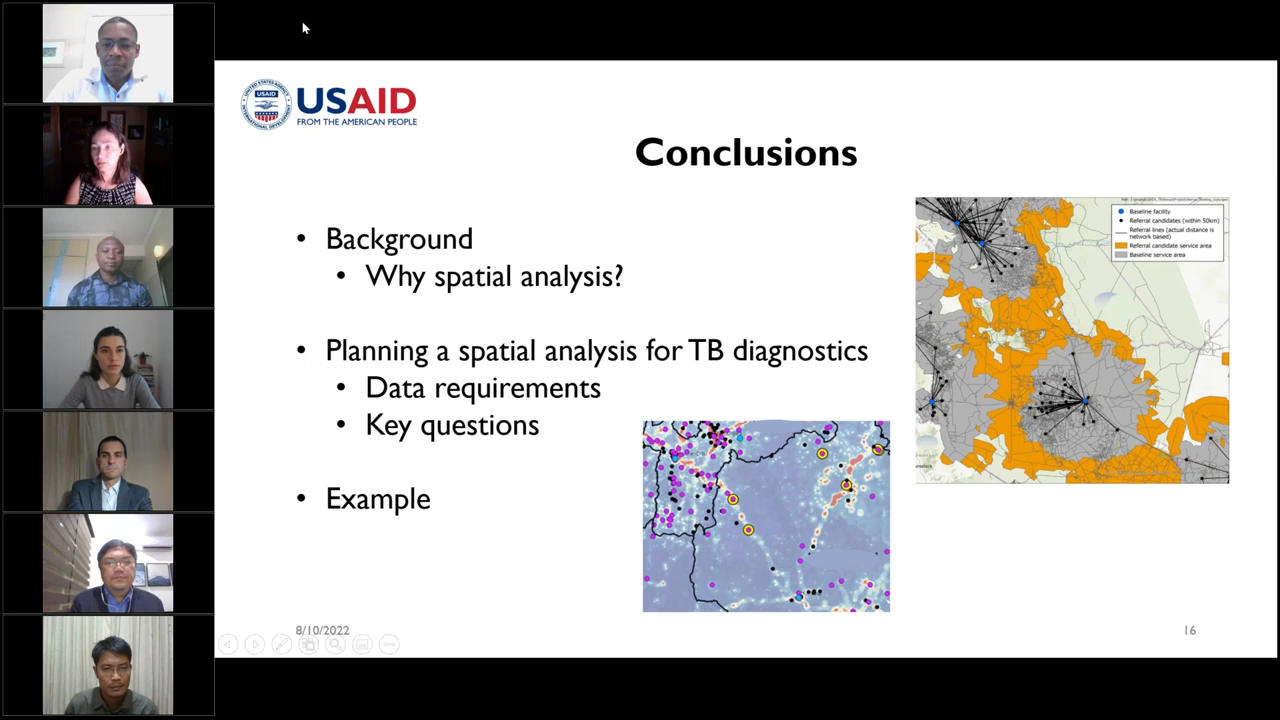 USAID
FROM THE AMERICAN PEOPLE
Conclusions
• Background
• Why spatial analysis?
• Planning a spatial analysis for TB diagnostics
• Data requirements
• Key questions
• Example
Baseline facility
Referral candidates (within 50km)
Referral lines (actual distance is
network based)
Referral candidate service area
Baseline service area
8/10/2022
16